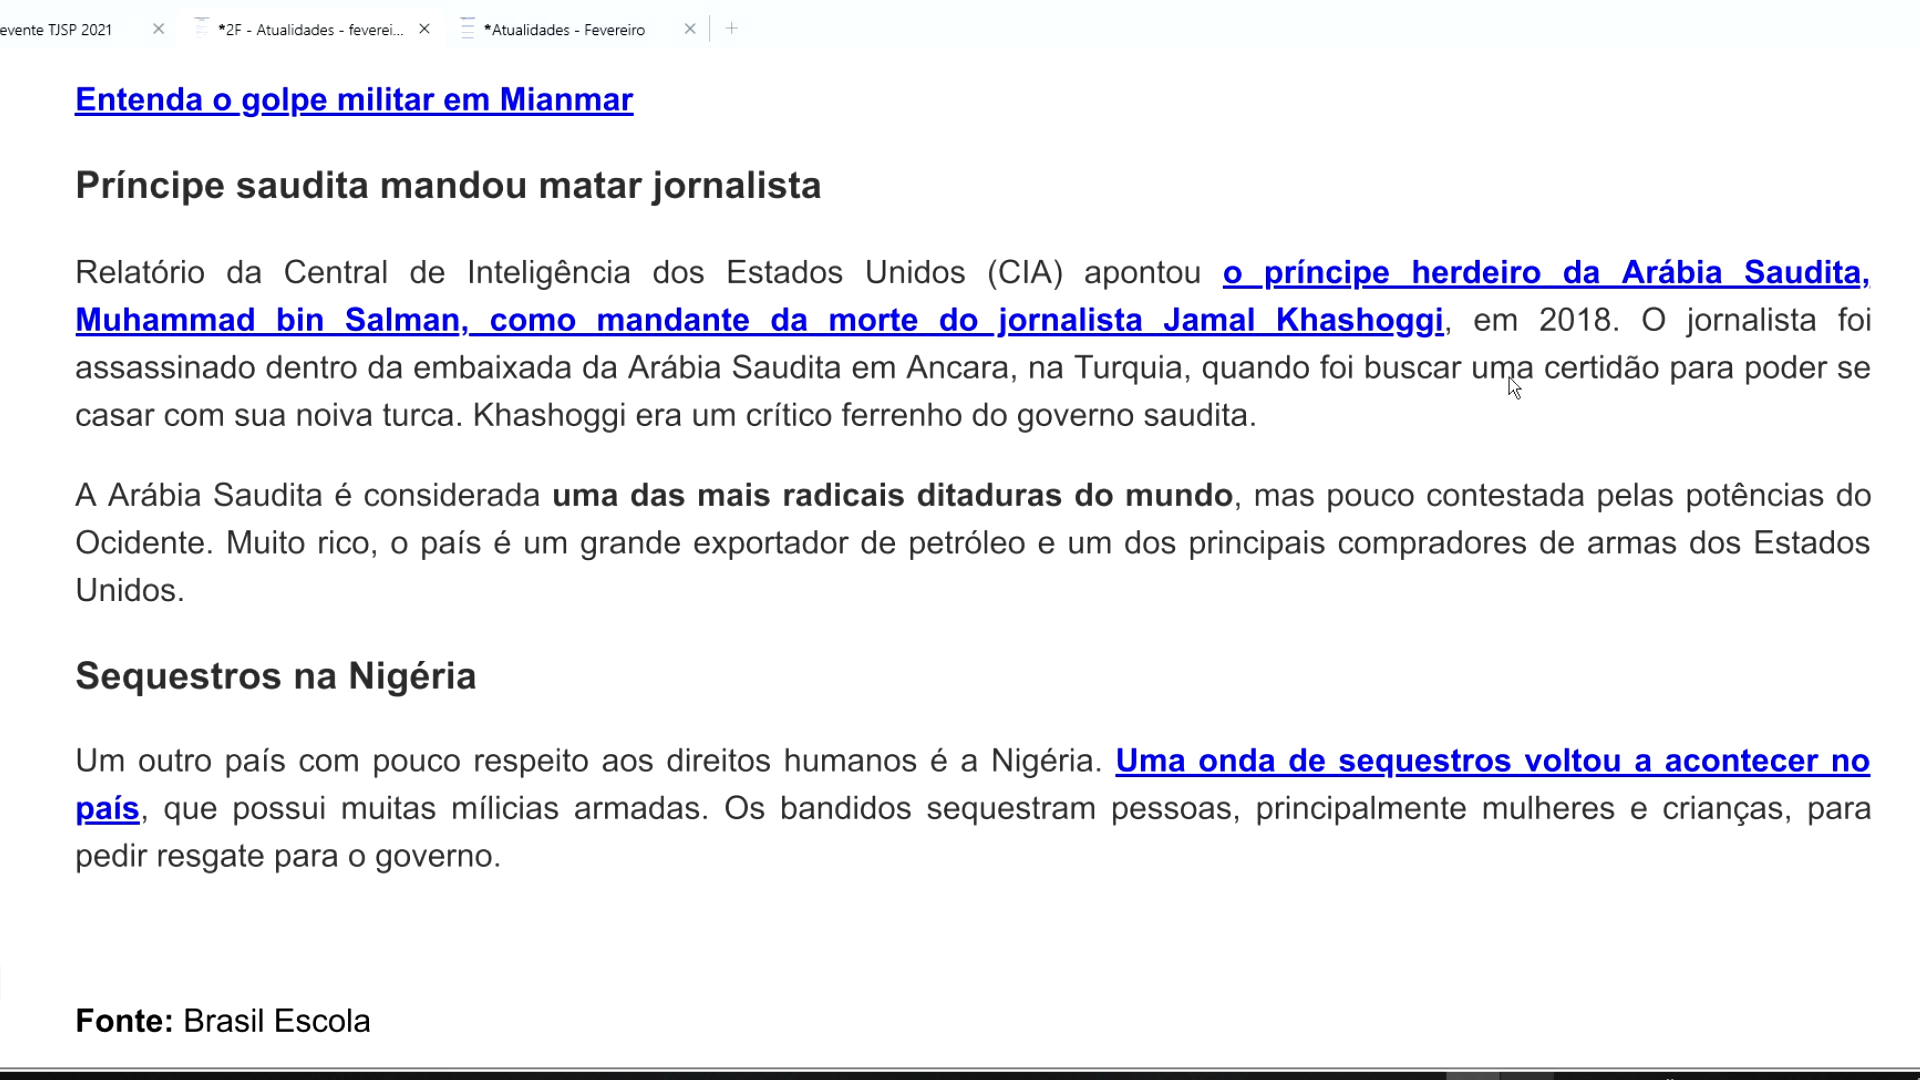 evente TJSP 2021
*2F - Atualidades - feverei...
*Atualidades - Fevereiro
Entenda o golpe militar em Mianmar
Príncipe saudita mandou matar jornalista
Relatório da Central de Inteligência dos Estados Unidos (CIA) apontou o príncipe herdeiro da Arábia Saudita,
Muhammad bin Salman, como mandante da morte do jornalista Jamal Khashoggi, em 2018. O jornalista foi
assassinado dentro da embaixada da Arábia Saudita em Ancara, na Turquia, quando foi buscar uma certidão para poder se
casar com sua noiva turca. Khashoggi era um crítico ferrenho do governo saudita.
A Arábia Saudita é considerada uma das mais radicais ditaduras do mundo, mas pouco contestada pelas potências do
Ocidente. Muito rico, o país é um grande exportador de petróleo e um dos principais compradores de armas dos Estados
Unidos.
Sequestros na Nigéria
Um outro país com pouco respeito aos direitos humanos é a Nigéria. Uma onda de sequestros voltou a acontecer no
país, que possui muitas mílicias armadas. Os bandidos sequestram pessoas, principalmente mulheres e crianças, para
pedir resgate para o governo.
Fonte: Brasil Escola